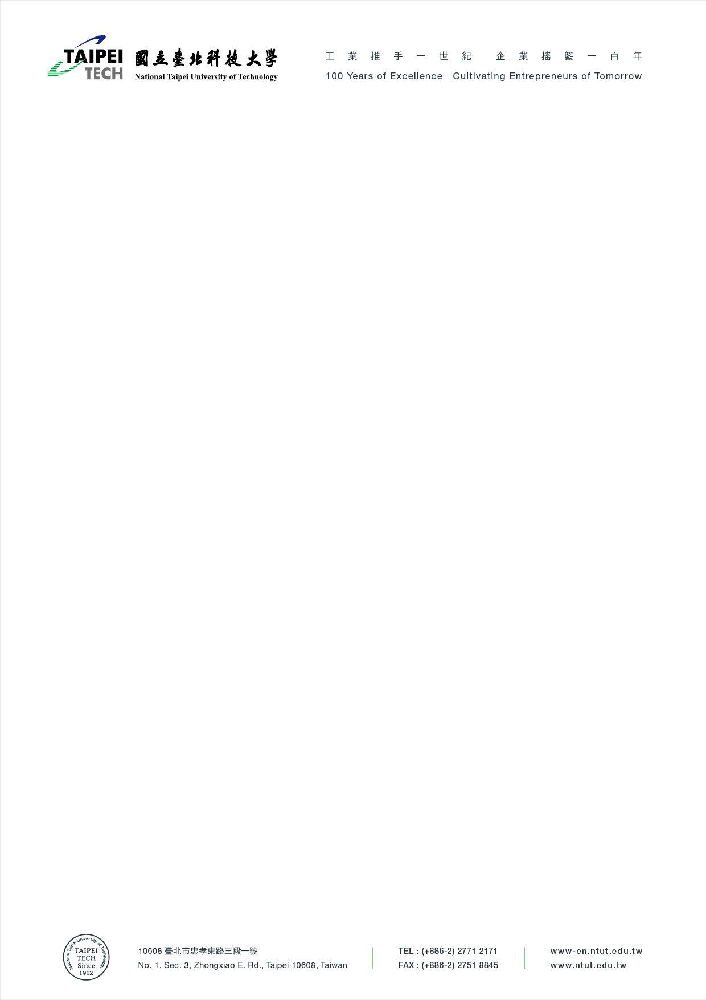 TAIPEI
TECH
國立臺北科技大學
National Taipei University of Technology
工業推手一世紀 企業搖籃一百年
100 Years of Excellence Cultivating Entrepreneurs of Tomorrow
National Taipei University of Technology
TAIPEI
TECH
Since
1912
10608 臺北市忠孝東路三段一號
No. 1, Sec. 3, Zhongxiao E. Rd., Taipei 10608, Taiwan
TEL : (+886-2) 2771 2171
FAX : (+886-2) 2751 8845
www-en.ntut.edu.tw
www.ntut.edu.tw